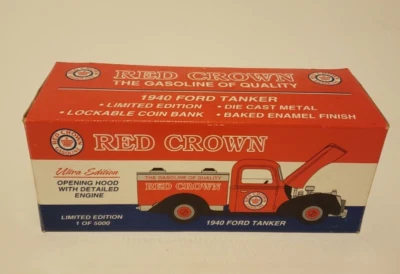 RED CROWN
THE GASOLINE OF QUALITY
1940 FORD TANKER
• LIMITED EDITION • DIE CAST METAL
• LOCKABLE COIN BANK • BAKED ENAMEL FINISH
RED CROWN
RED CROWN
Ultra Edition
OPENING HOOD
WITH DETAILED
ENGINE
LIMITED EDITION
1 OF 5000
THE GASOLINE OF QUALITY
RED CROWN
1940 FORD TANKER